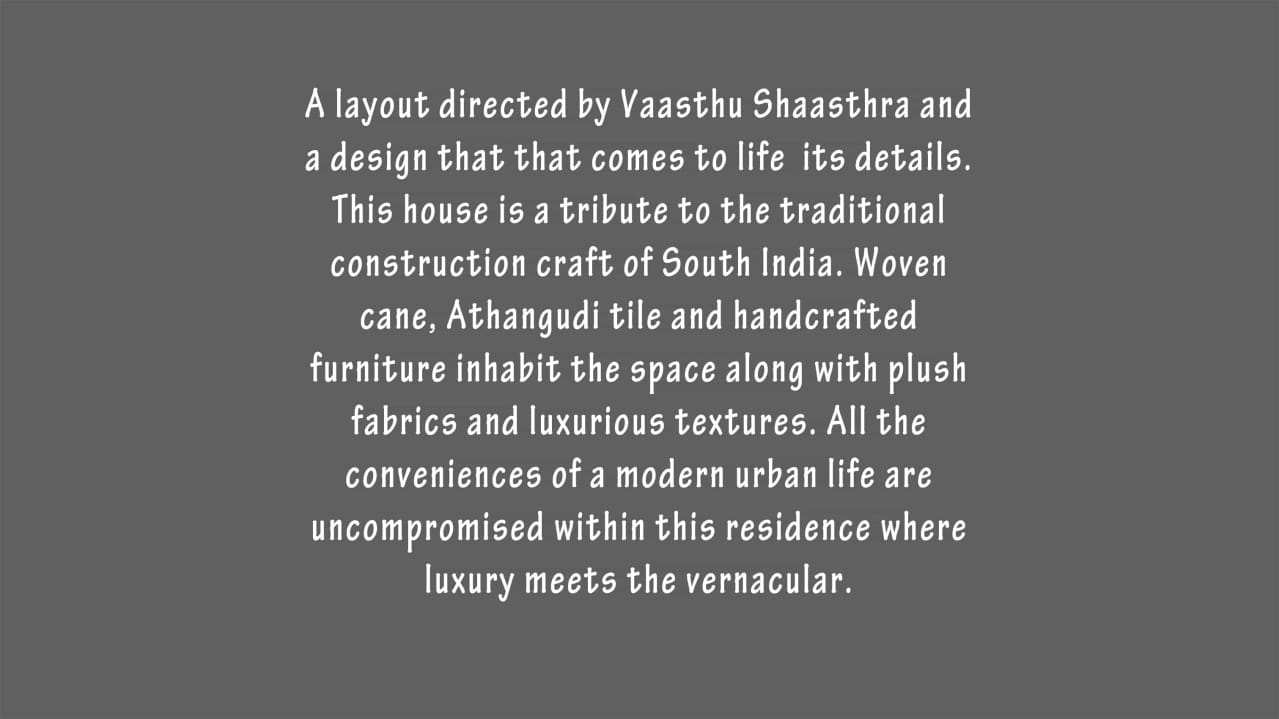 A layout directed by Vaasthu Shaasthra and
a design that that comes to life  its details.
This house is a tribute to the traditional
construction craft of South India. Woven
cane, Athangudi tile and handcrafted
furniture inhabit the space along with plush
fabrics and luxurious textures. All the
conveniences of a modern urban life are
uncompromised within this residence where
luxury meets the vernacular.